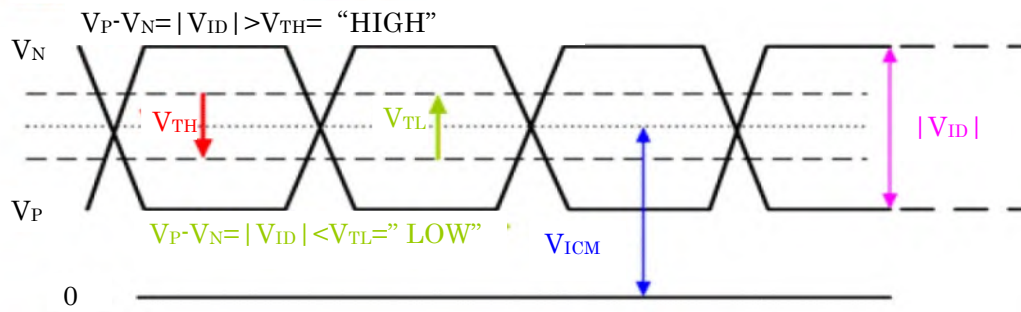 VP-VN=|VID|>VTH= “HIGH”
VN
VTH
VTL
|VID|
VP
VP-VN=|VID|<VTL=” LOW”
VICM
0